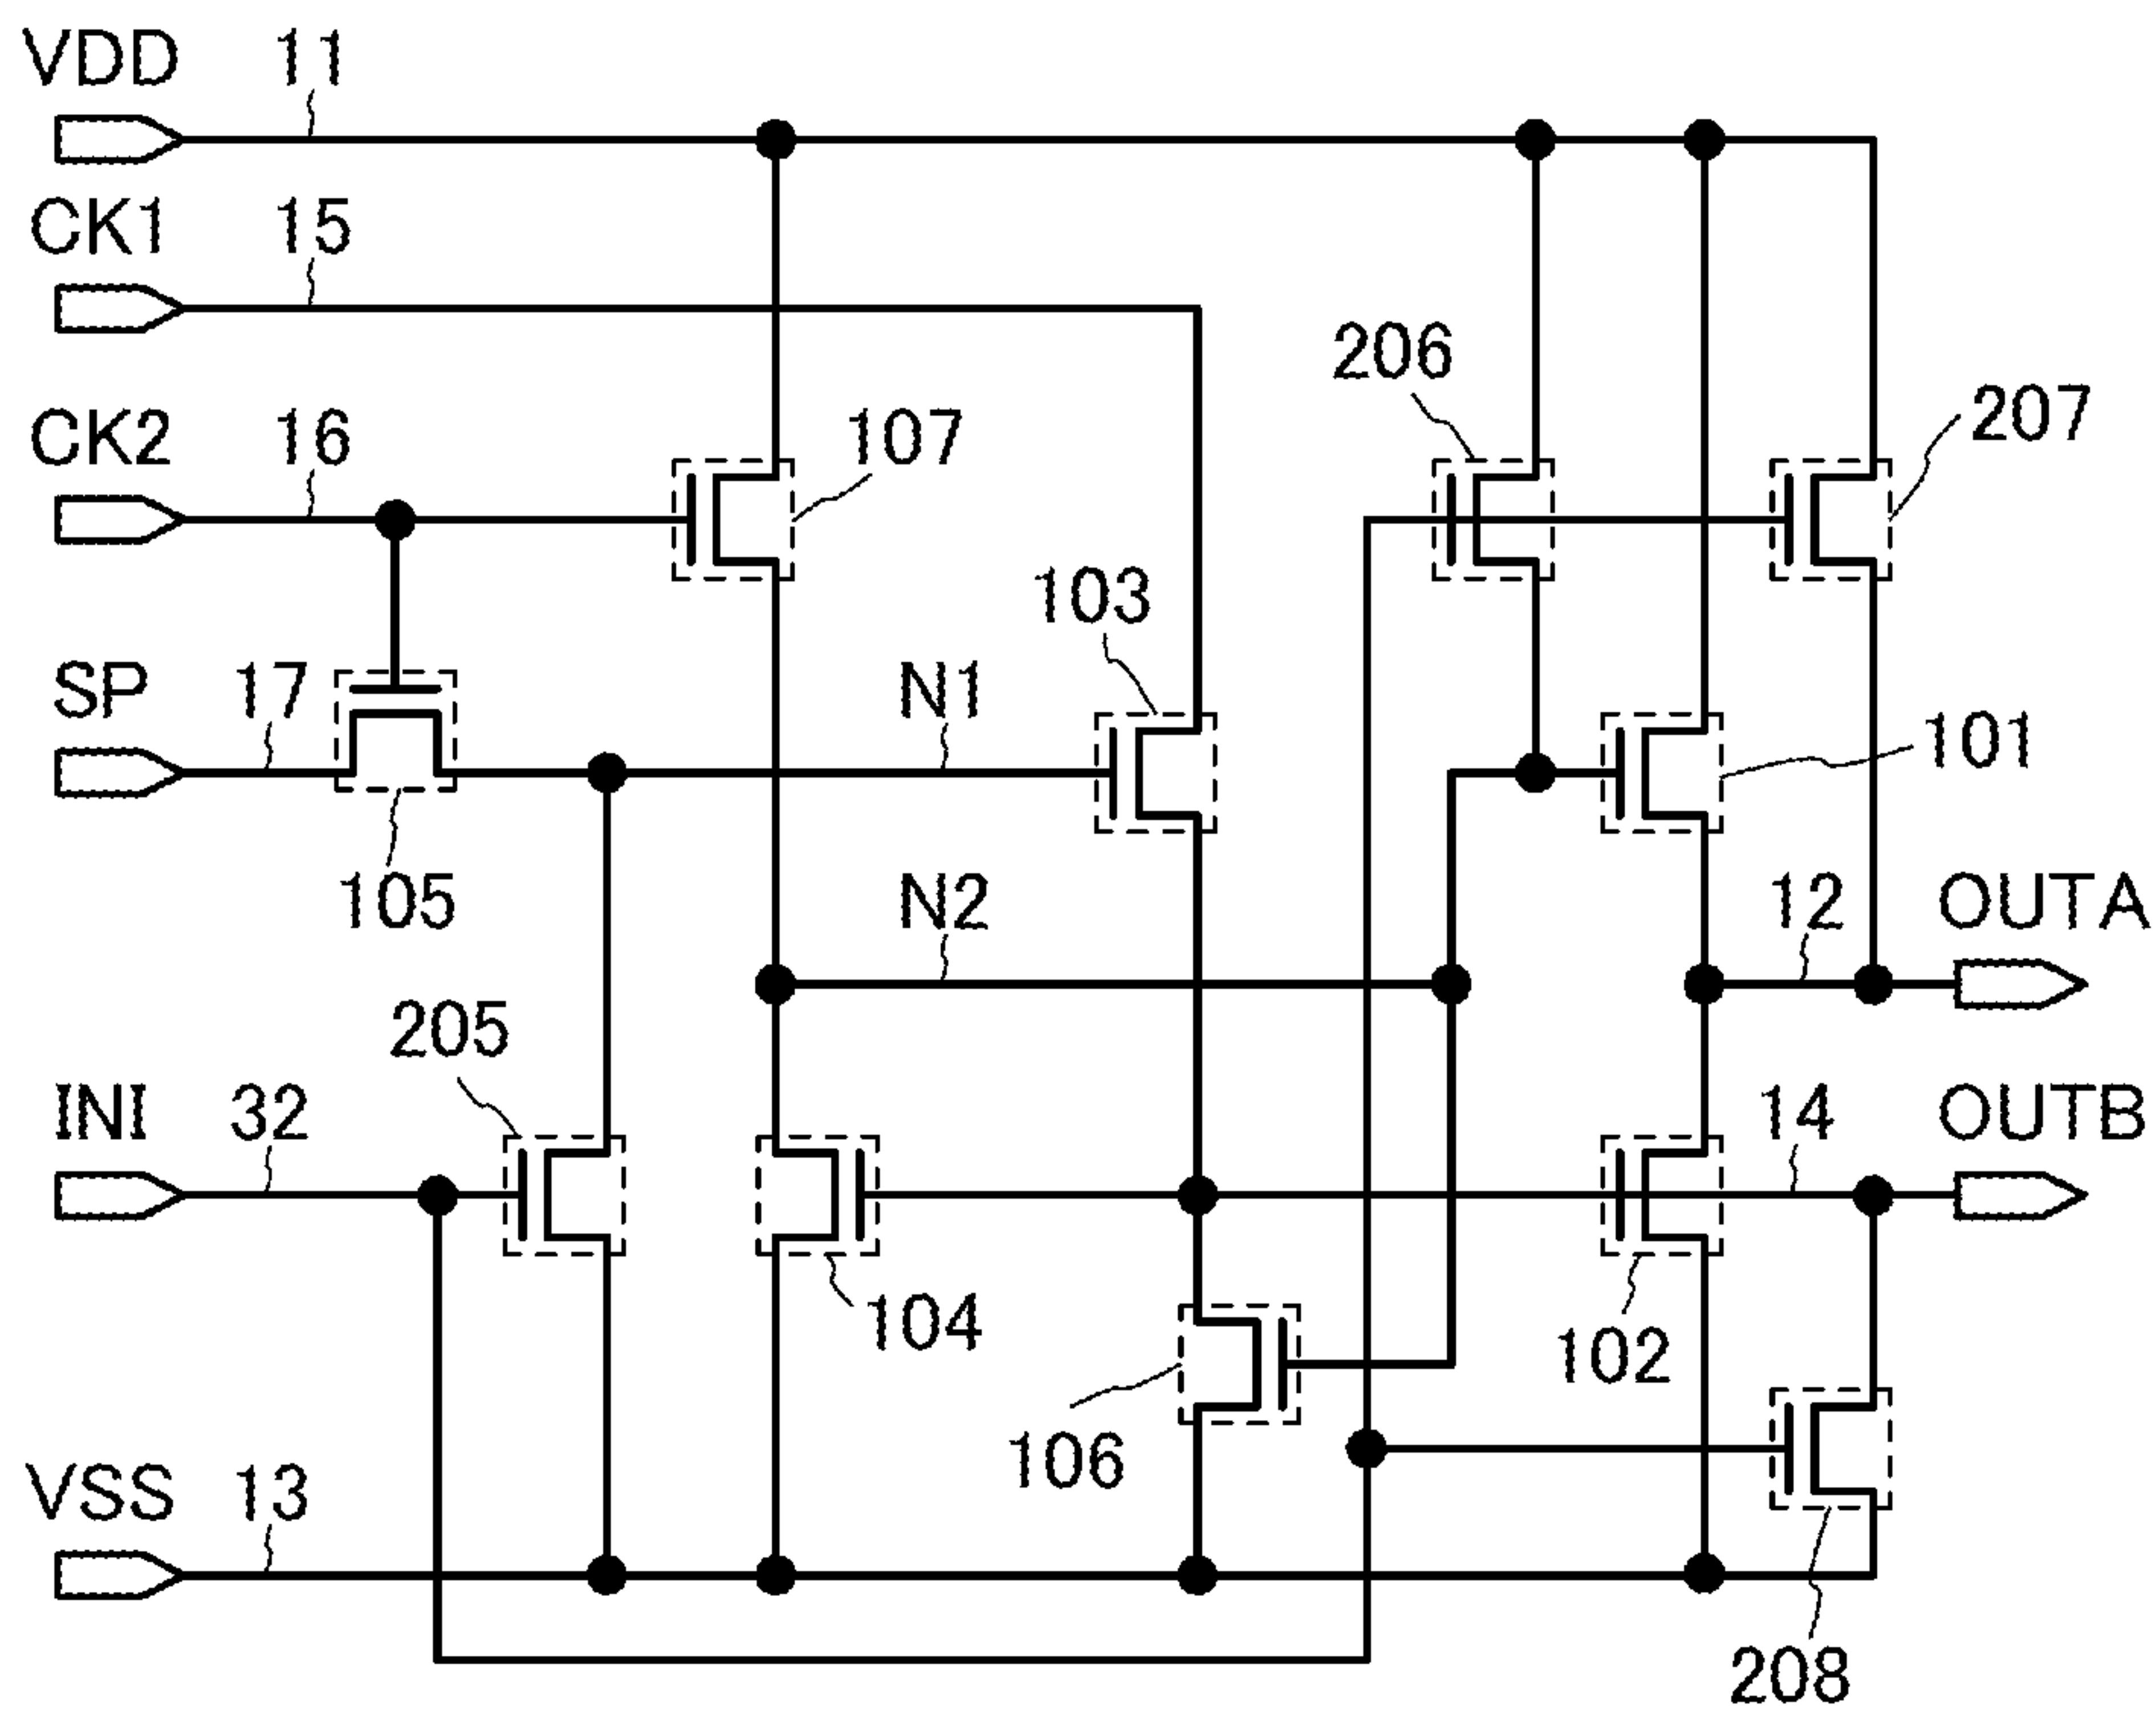 VDD 11
CK1 15
206
207
CK2 16 107
103
SP 17 N1
101
105 N2 12 OUTA
205
INI 32 14 OUTB
104
102
106
VSS 13
208